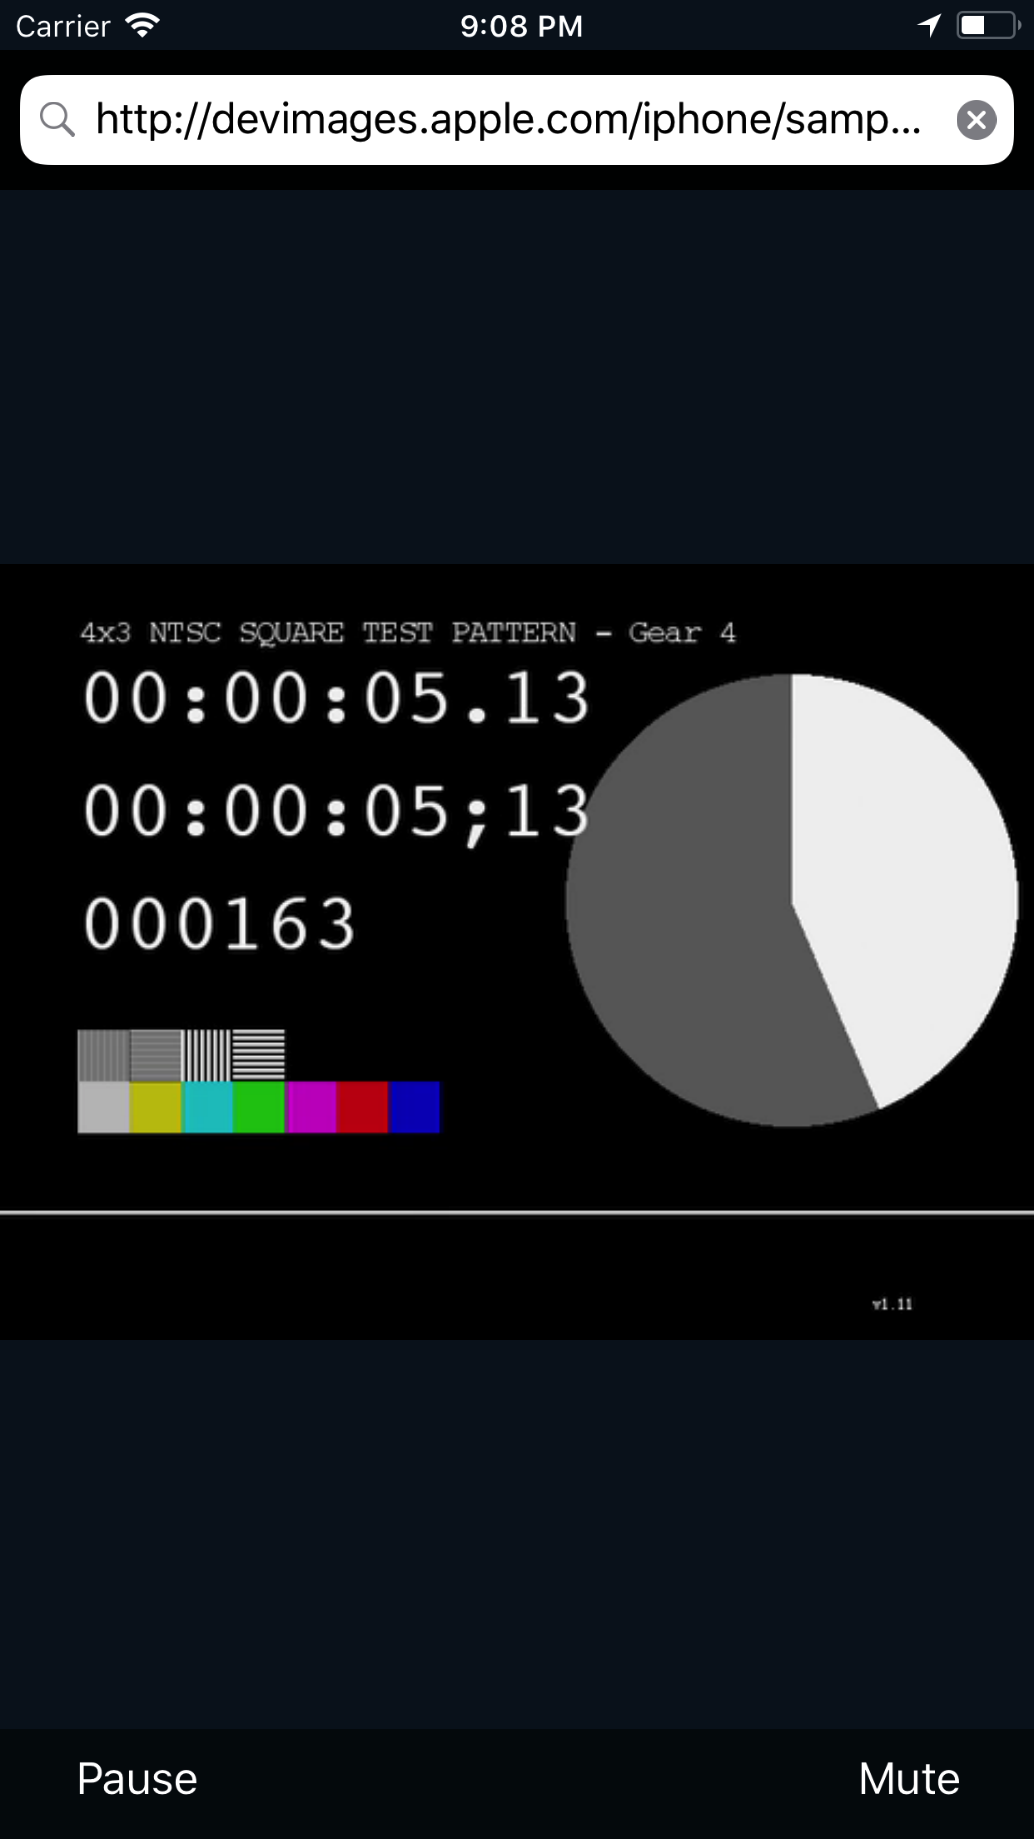 Carrier 9:08 PM
http://devimages.apple.com/iphone/samp...
4x3 NTSC SQUARE TEST PATTERN - Gear 4
00:00:05.13
00:00:05;13
000163
v1.11
Pause Mute